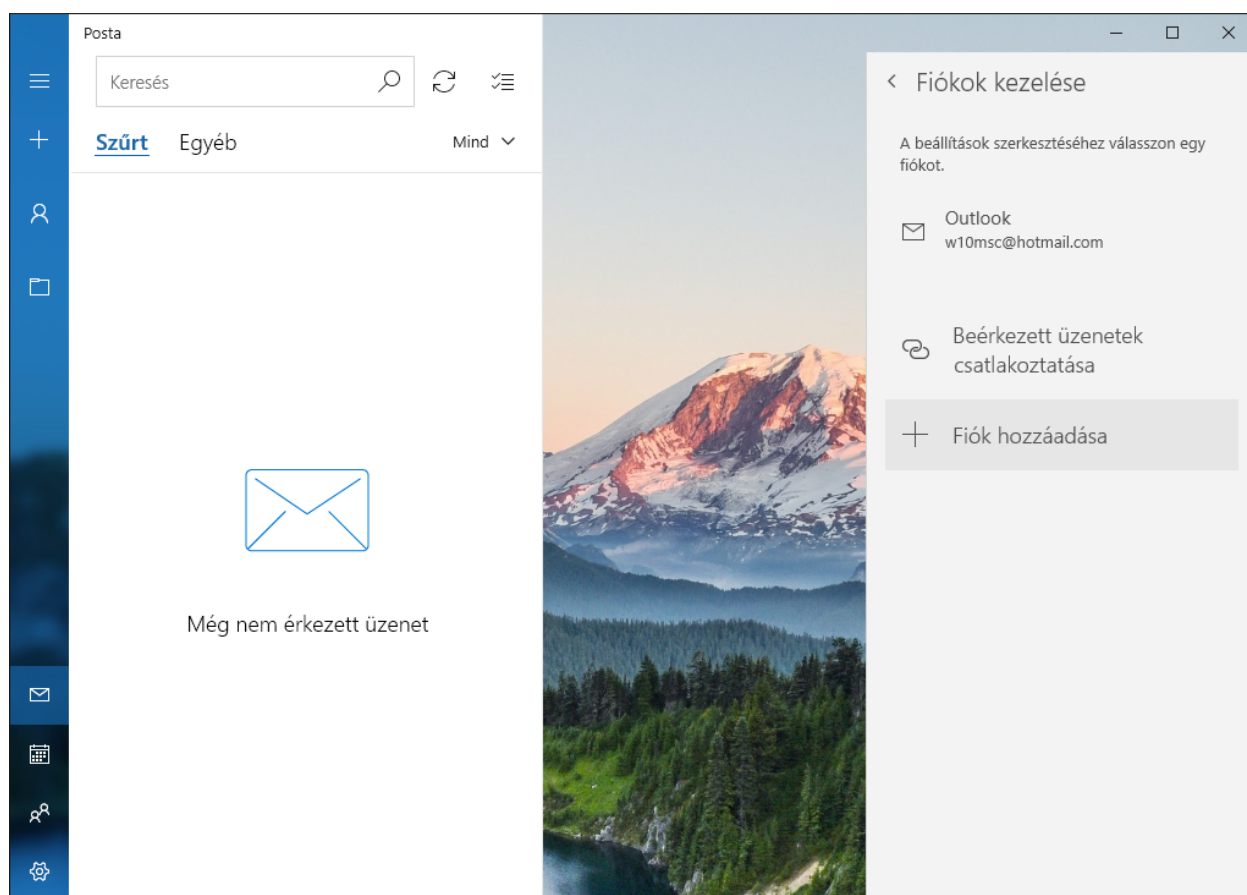 Posta
Keresés
Szűrt Egyéb Mind
Még nem érkezett üzenet
Fiókok kezelése
A beállítások szerkesztéséhez válasszon egy
fiókot.
Outlook
w10msc@hotmail.com
Beérkezett üzenetek
csatlakoztatása
Fiók hozzáadása